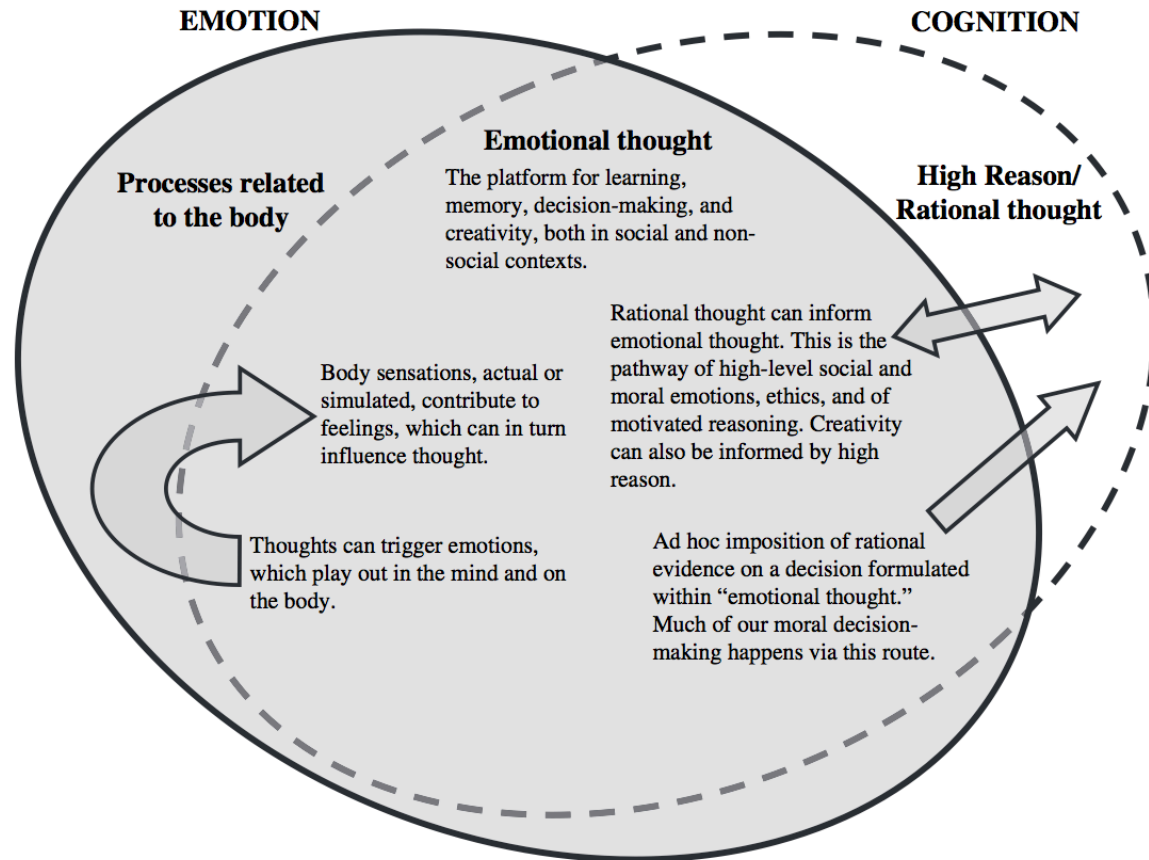 EMOTION
COGNITION
Emotional thought
The platform for learning,
memory, decision-making, and
creativity, both in social and non-
social contexts.
Processes related
to the body
High Reason/
Rational thought
Rational thought can inform
emotional thought. This is the
pathway of high-level social and
moral emotions, ethics, and of
motivated reasoning. Creativity
can also be informed by high
reason.
Body sensations, actual or
simulated, contribute to
feelings, which can in turn
influence thought.
Thoughts can trigger emotions,
which play out in the mind and on
the body.
Ad hoc imposition of rational
evidence on a decision formulated
within “emotional thought.”
Much of our moral decision-
making happens via this route.